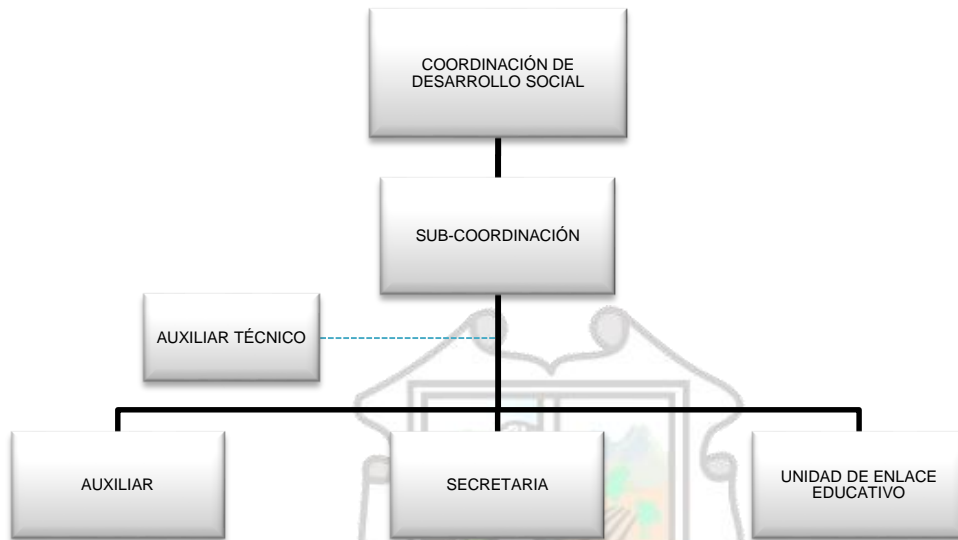 COORDINACIÓN DE
DESARROLLO SOCIAL
SUB-COORDINACIÓN
AUXILIAR TÉCNICO
AUXILIAR
SECRETARIA
UNIDAD DE ENLACE
EDUCATIVO